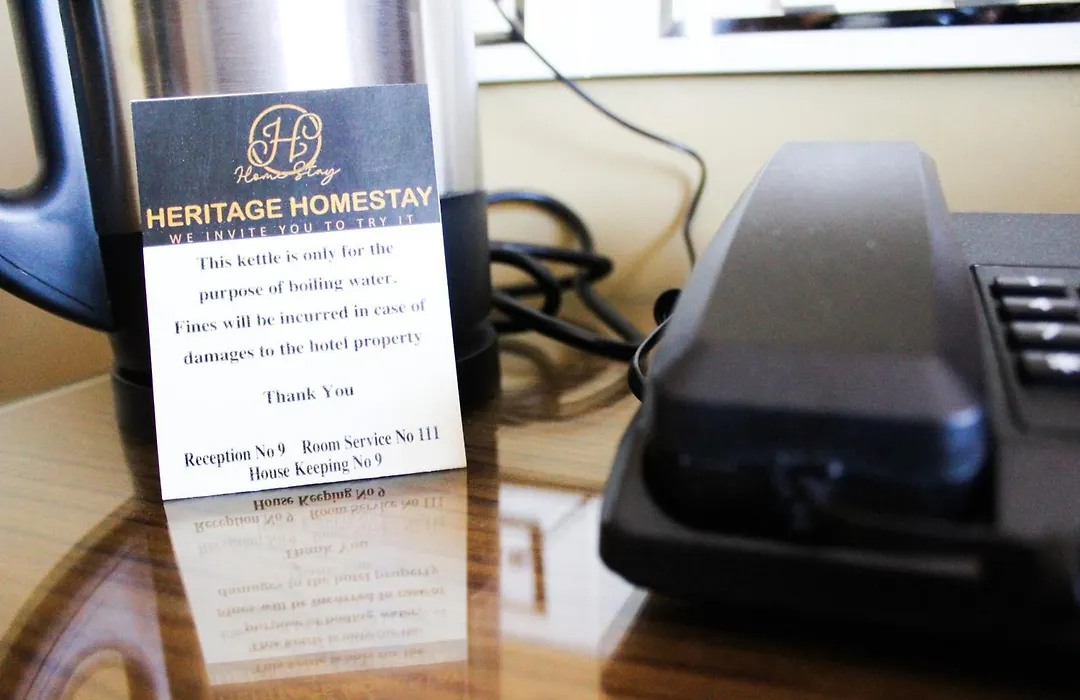 H
Home Stay
HERITAGE HOMESTAY
WE INVITE YOU TO TRY IT
This kettle is only for the
purpose of boiling water.
Fines will be incurred in case of
damages to the hotel property
Thank You
Reception No 9 Room Service No 111
House Keeping No 9